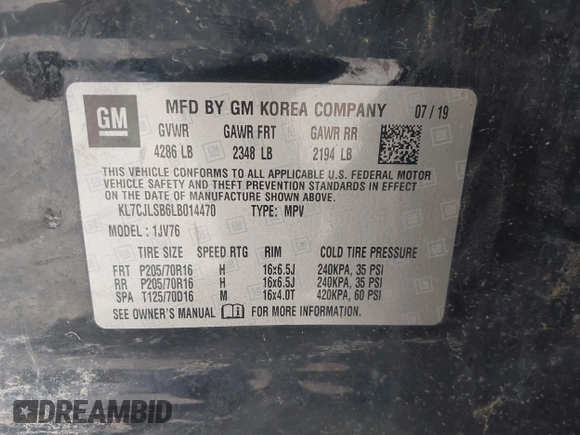 GM
MFD BY GM KOREA COMPANY 07 / 19
GVWR GAWR FRT GAWR RR
4286 LB 2348 LB 2194 LB
THIS VEHICLE CONFORMS TO ALL APPLICABLE U.S. FEDERAL MOTOR
VEHICLE SAFETY AND THEFT PREVENTION STANDARDS IN EFFECT
ON THE DATE OF MANUFACTURE SHOWN ABOVE.
KL7CJLSB6LB014470 TYPE: MPV
MODEL : 1JV76
TIRE SIZE SPEED RTG RIM COLD TIRE PRESSURE
FRT P205/70R16 H 16x6.5J 240KPA, 35 PSI
RR P205/70R16 H 16x6.5J 240KPA, 35 PSI
SPA T125/70D16 M 16x4.0T 420KPA, 60 PSI
SEE OWNER'S MANUAL FOR MORE INFORMATION.
DREAMBID